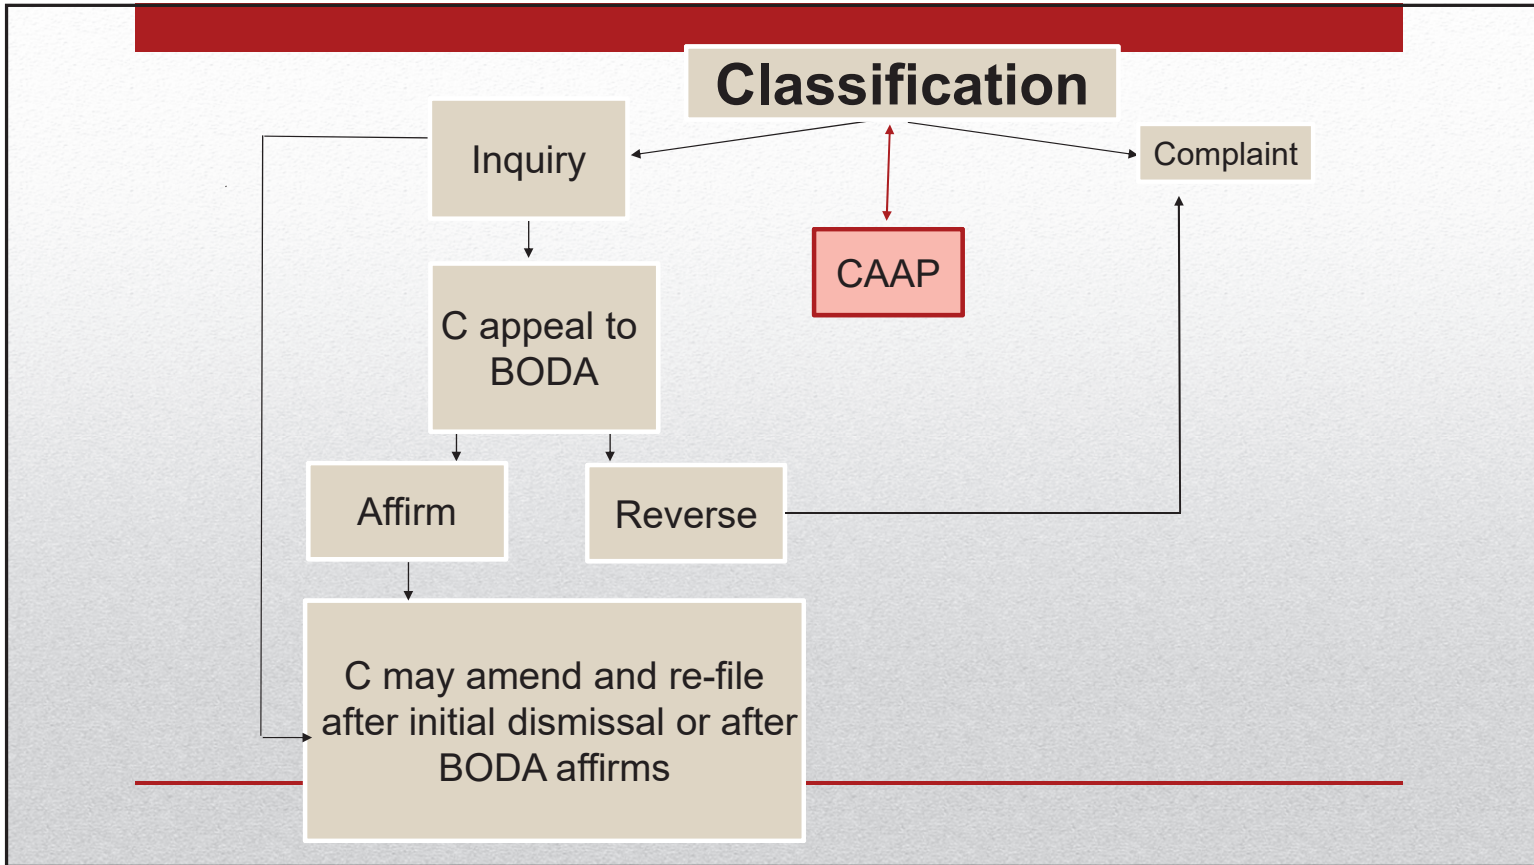 Classification
Inquiry
Complaint
CAAP
C appeal to
BODA
Affirm
Reverse
C may amend and re-file
after initial dismissal or after
BODA affirms